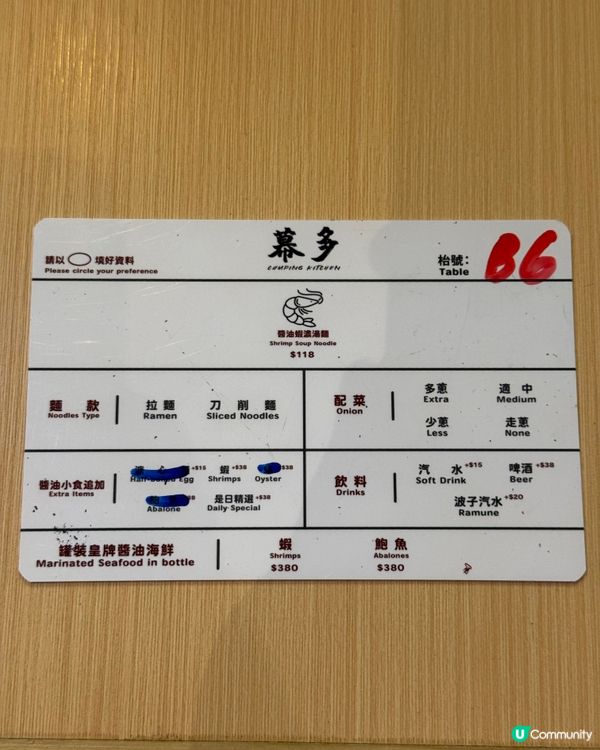 請以 填好資料
Please circle your preference
幕多
CAMPING KITCHEN
枱號:
Table
B6
醬油蝦濃湯麵
Shrimp Soup Noodle
$118
麵款
Noodles Type
拉麵
Ramen
刀削麵
Sliced Noodles
配菜
Onion
多蔥
Extra
適中
Medium
少蔥
Less
走蔥
None
醬油小食追加
Extra Items
+$15
Egg
蝦 +$38
Shrimps
$38
Oyster
Abalone
是日精選 +$38
Daily Special
飲料
Drinks
汽水 +$15
Soft Drink
啤酒 +$38
Beer
波子汽水 +$20
Ramune
罐裝皇牌醬油海鮮
Marinated Seafood in bottle
蝦
Shrimps
$380
鮑魚
Abalones
$380
U Community